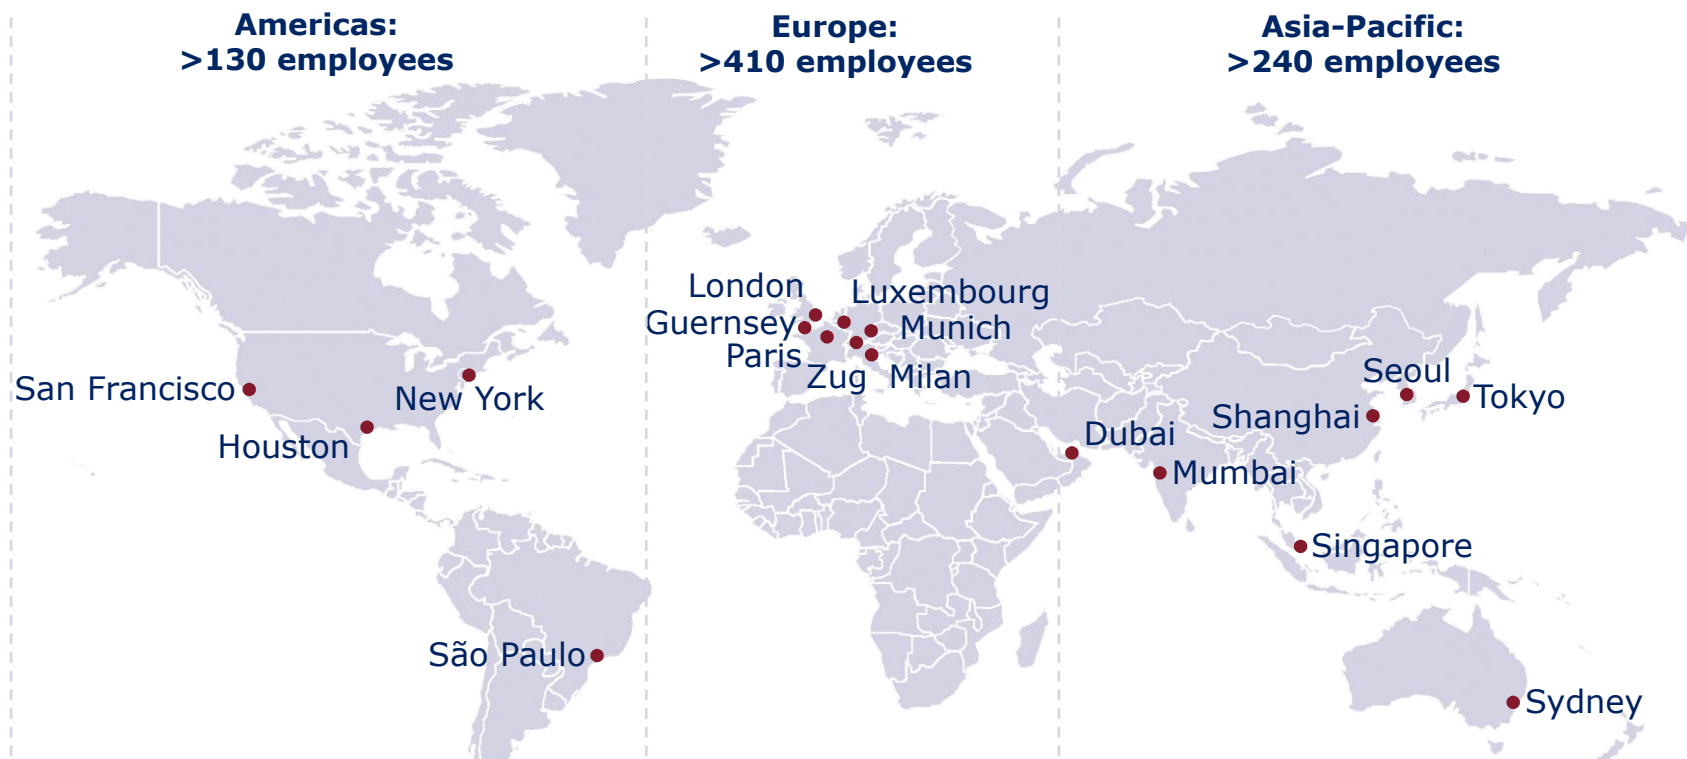 Americas:
>130 employees
Europe:
>410 employees
Asia-Pacific:
>240 employees
London
Luxembourg
Guernsey
Munich
Paris
Zug
Milan
San Francisco
New York
Houston
São Paulo
Seoul
Tokyo
Shanghai
Dubai
Mumbai
Singapore
Sydney